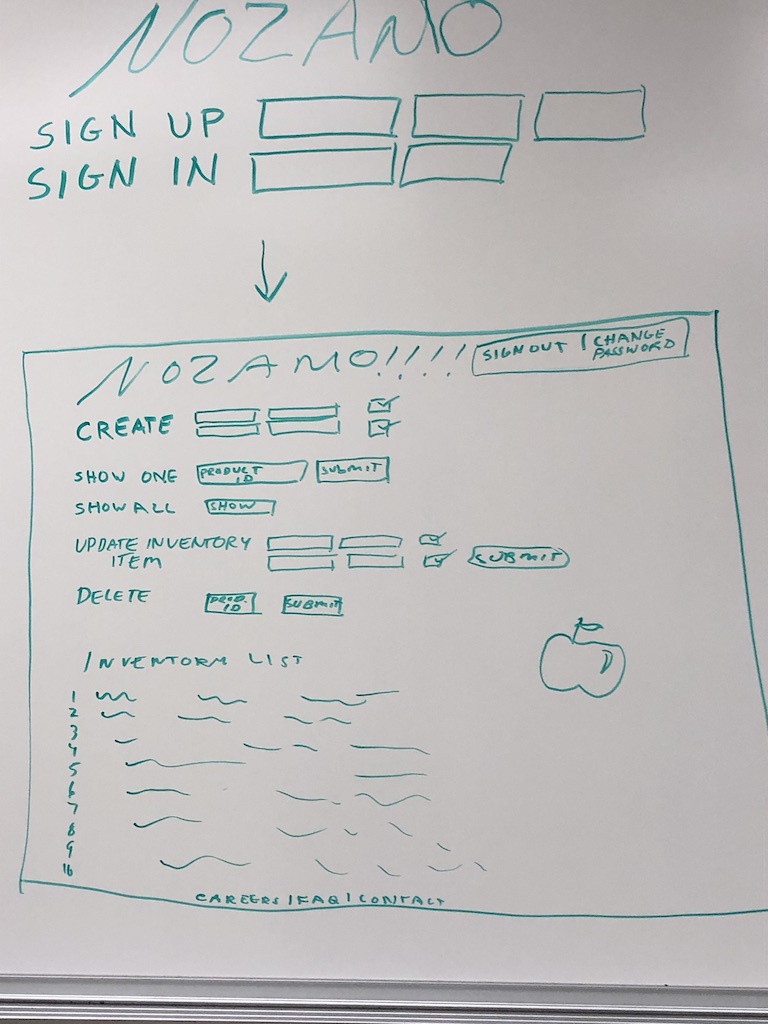 NOZAMO
SIGN UP
SIGN IN
NOZAMO!!!! SIGN OUT | CHANGE PASSWORD
CREATE
SHOW ONE PRODUCT ID SUBMIT
SHOW ALL SHOW
UPDATE INVENTORY ITEM SUBMIT
DELETE PROD. ID SUBMIT
INVENTORY LIST
1
2
3
4
5
6
7
8
9
10
CAREERS | FAQ | CONTACT